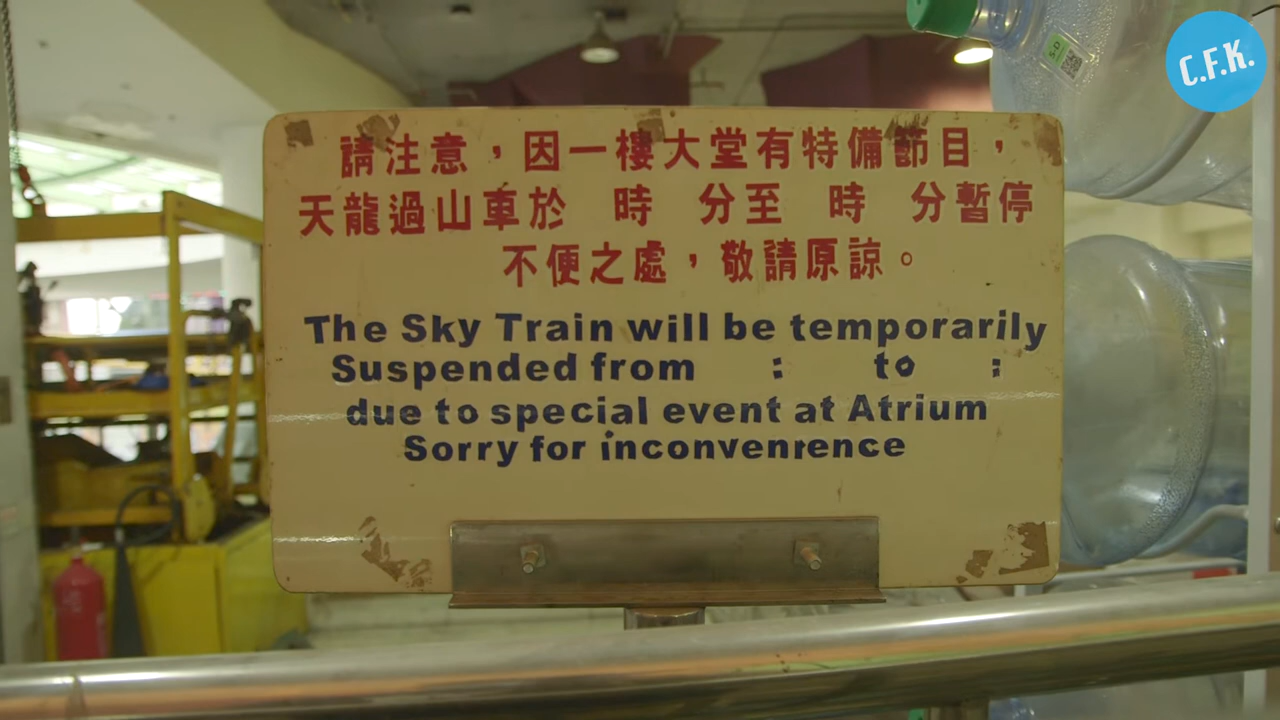 C.F.K.
請注意，因一樓大堂有特備節目，
天龍過山車於 時 分至 時 分暫停
不便之處，敬請原諒。
The Sky Train will be temporarily
Suspended from : to :
due to special event at Atrium
Sorry for inconvenrence